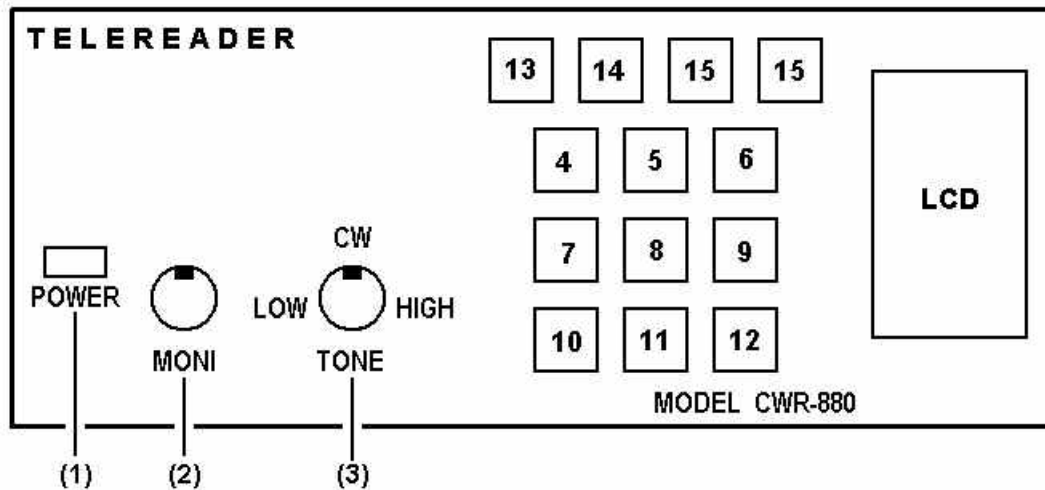 TELEREADER
13 14 15 15
4 5 6
LCD
CW
7 8 9
POWER
LOW HIGH
10 11 12
MONI
TONE
MODEL CWR-880
(1) (2) (3)